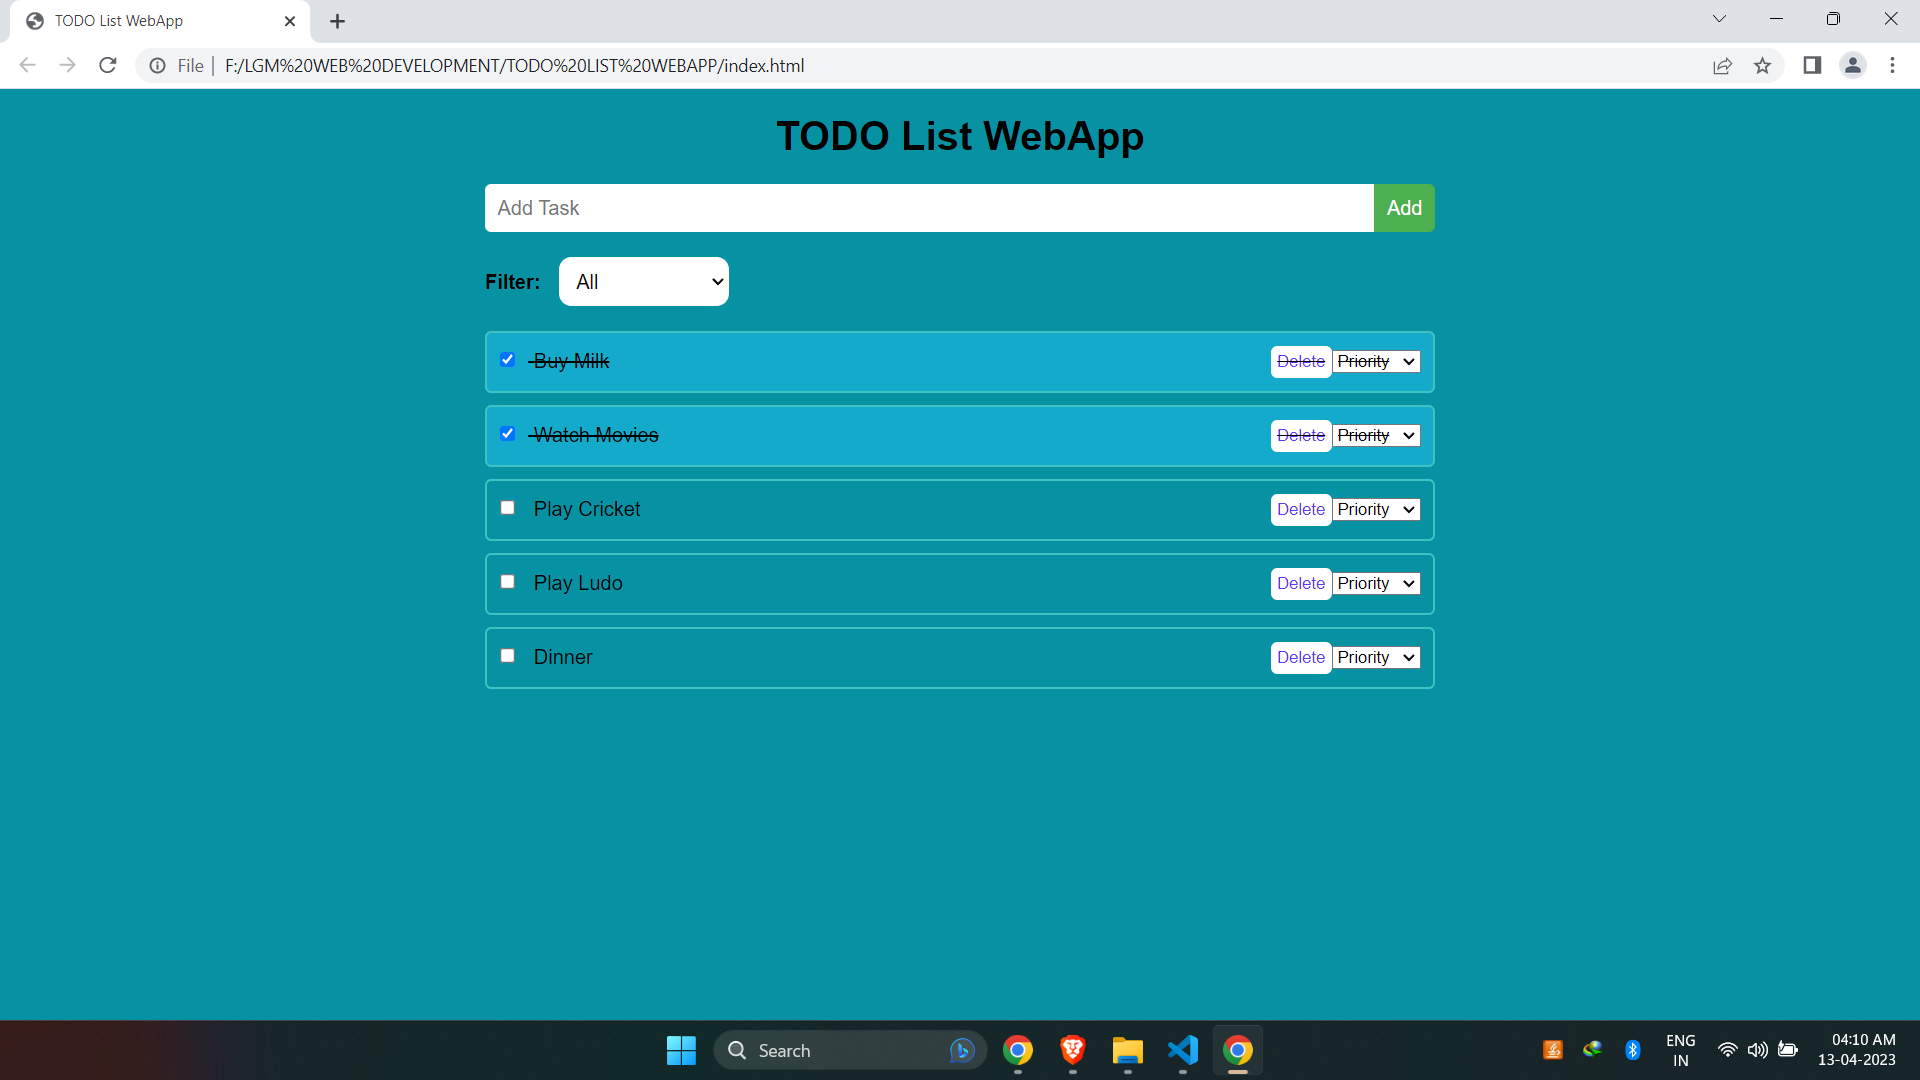 TODO List WebApp
File | F:/LGM%20WEB%20DEVELOPMENT/TODO%20LIST%20WEBAPP/index.html
TODO List WebApp
Add Task Add
Filter: All
Buy Milk Delete Priority
Watch Movies Delete Priority
Play Cricket Delete Priority
Play Ludo Delete Priority
Dinner Delete Priority
Search
ENG
IN
04:10 AM
13-04-2023